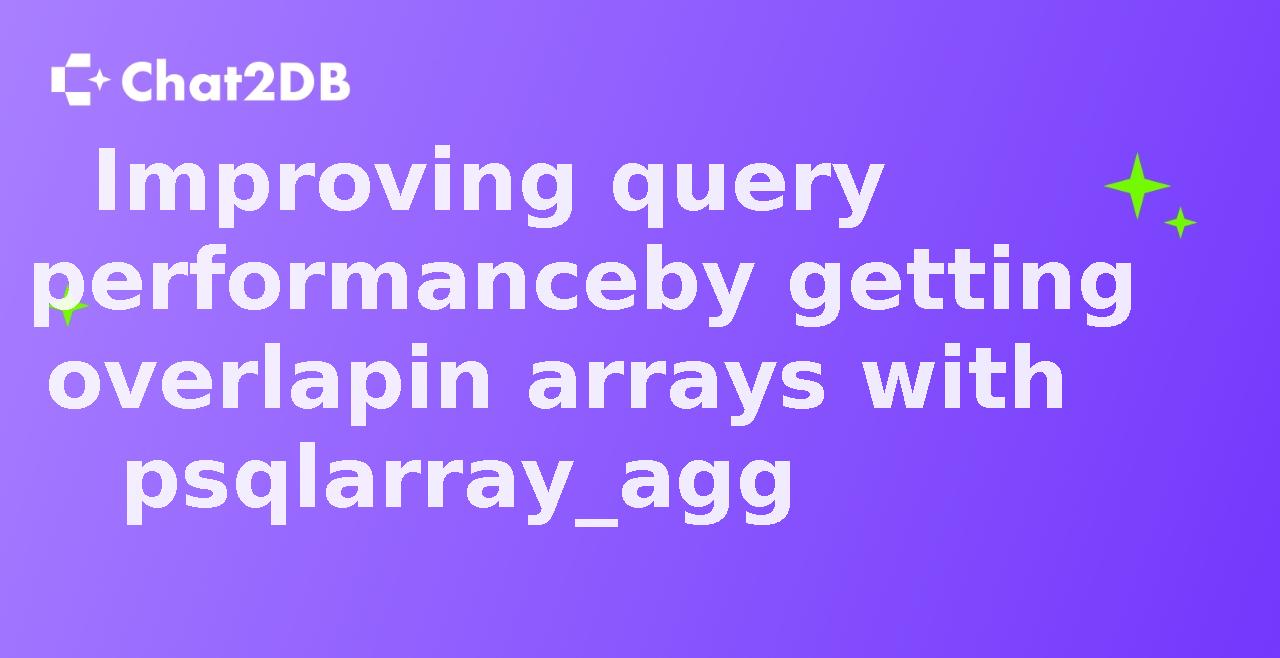 Chat2DB
Improving query
performanceby getting
overlapin arrays with
psqlarray_agg